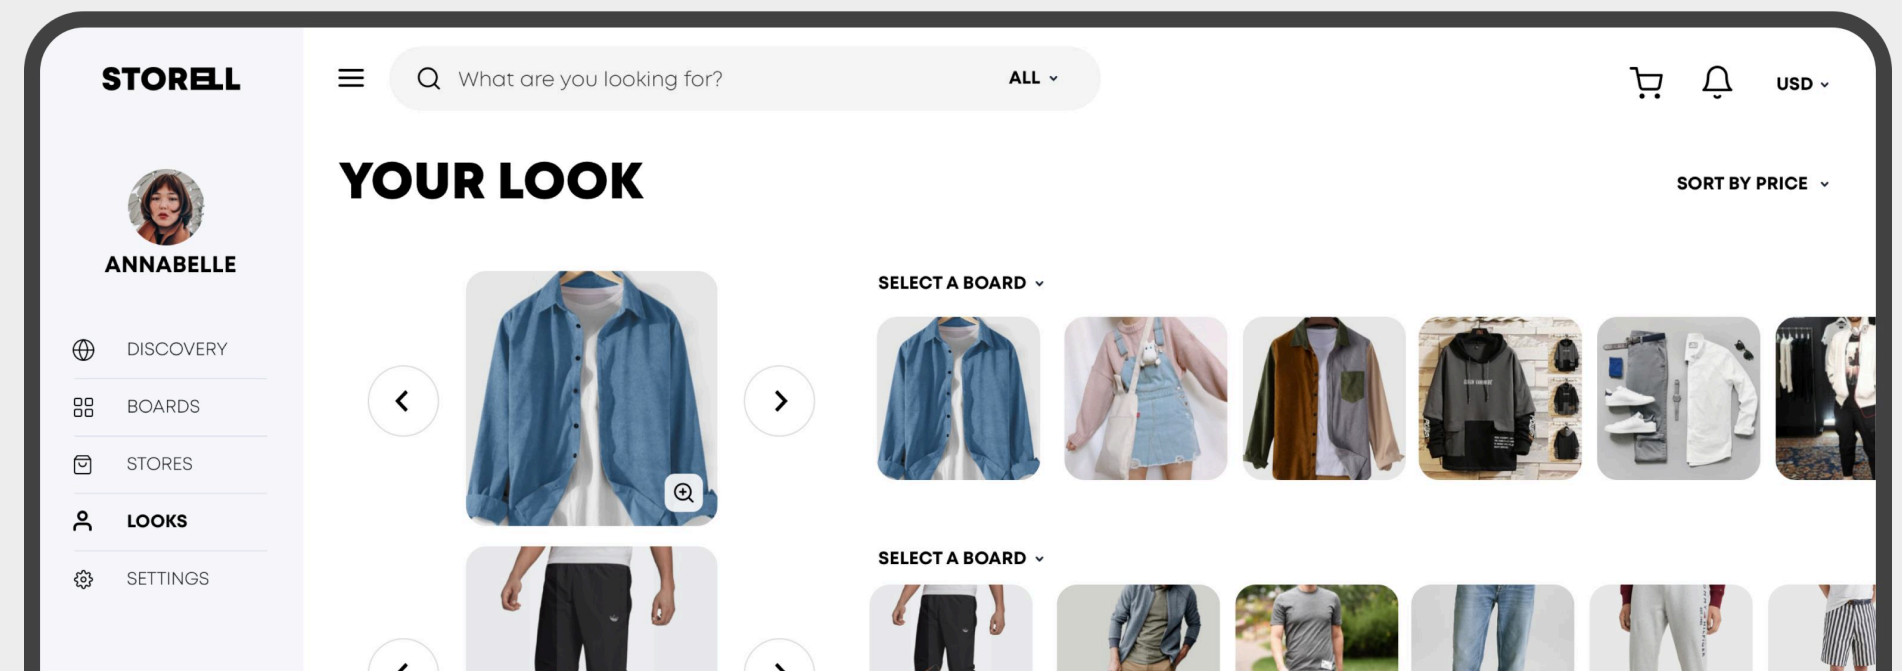 STORELL
What are you looking for?
ALL
USD
YOUR LOOK
SORT BY PRICE
ANNABELLE
DISCOVERY
BOARDS
STORES
LOOKS
SETTINGS
SELECT A BOARD
SELECT A BOARD